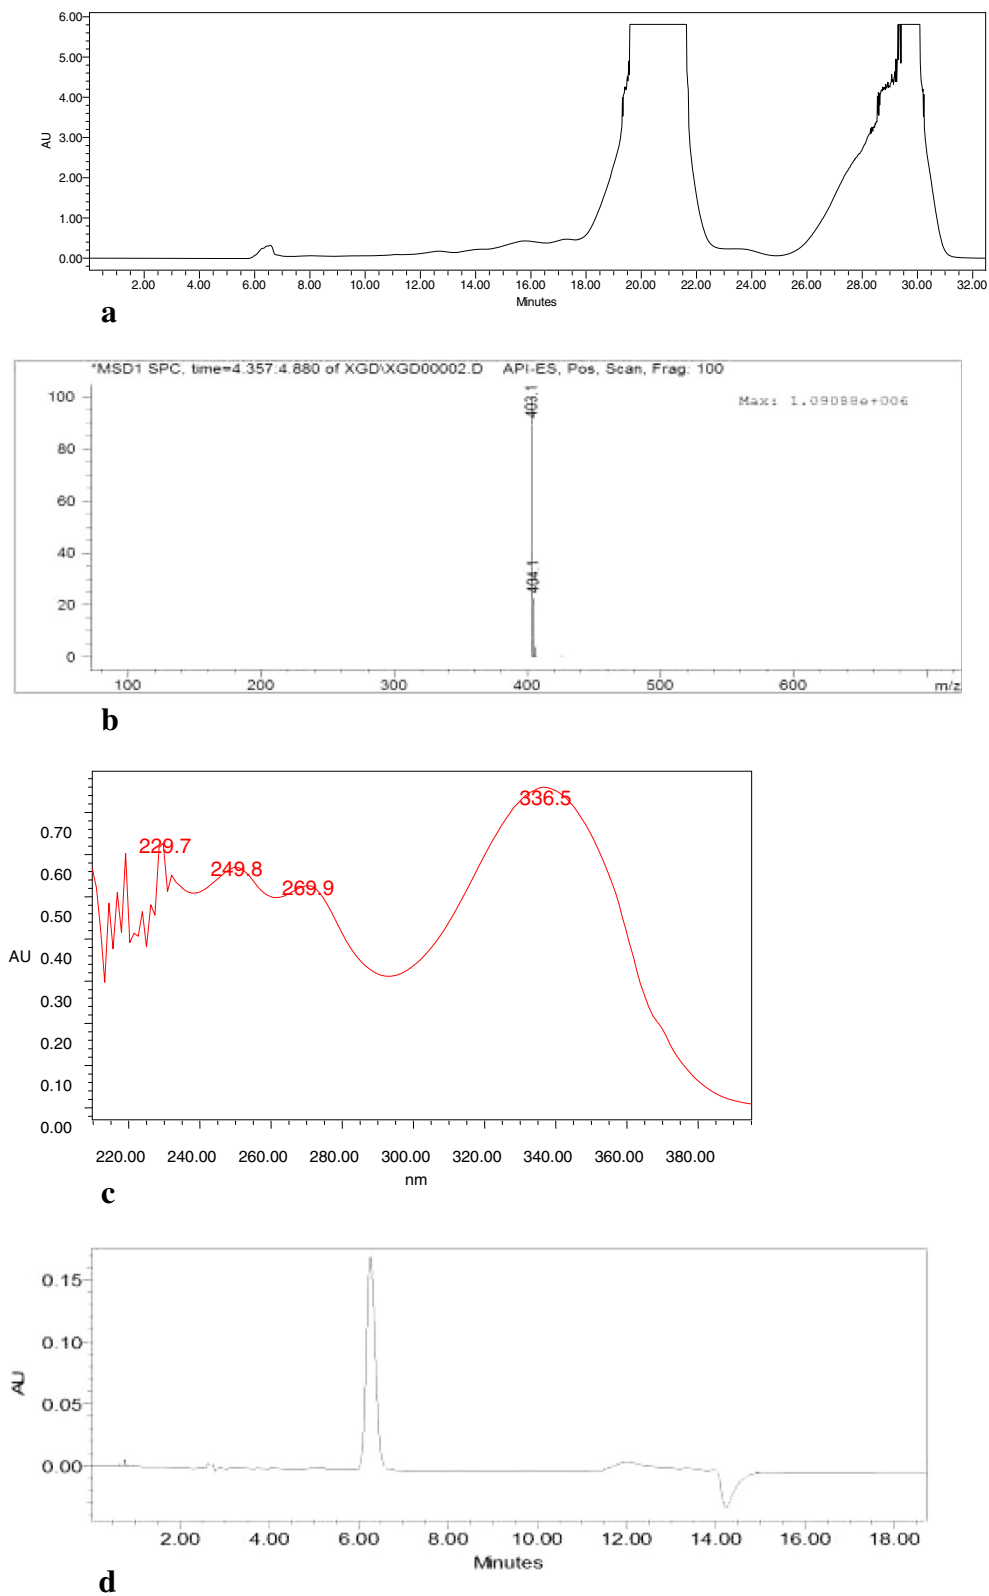 6.00
5.00
4.00
3.00
2.00
1.00
0.00
AU
2.00 4.00 6.00 8.00 10.00 12.00 14.00 16.00 18.00 20.00 22.00 24.00 26.00 28.00 30.00 32.00
Minutes
a
*MSD1 SPC, time=4.357:4.880 of XGD\XGD00002.D API-ES, Pos, Scan, Frag: 100
Max: 1.09088e+006
403.1
404.1
100
80
60
40
20
0
100 200 300 400 500 600 m/z
b
336.5
229.7
249.8
269.9
0.70
0.60
0.50
0.40
0.30
0.20
0.10
0.00
AU
220.00 240.00 260.00 280.00 300.00 320.00 340.00 360.00 380.00
nm
c
0.15
0.10
0.05
0.00
AU
2.00 4.00 6.00 8.00 10.00 12.00 14.00 16.00 18.00
Minutes
d